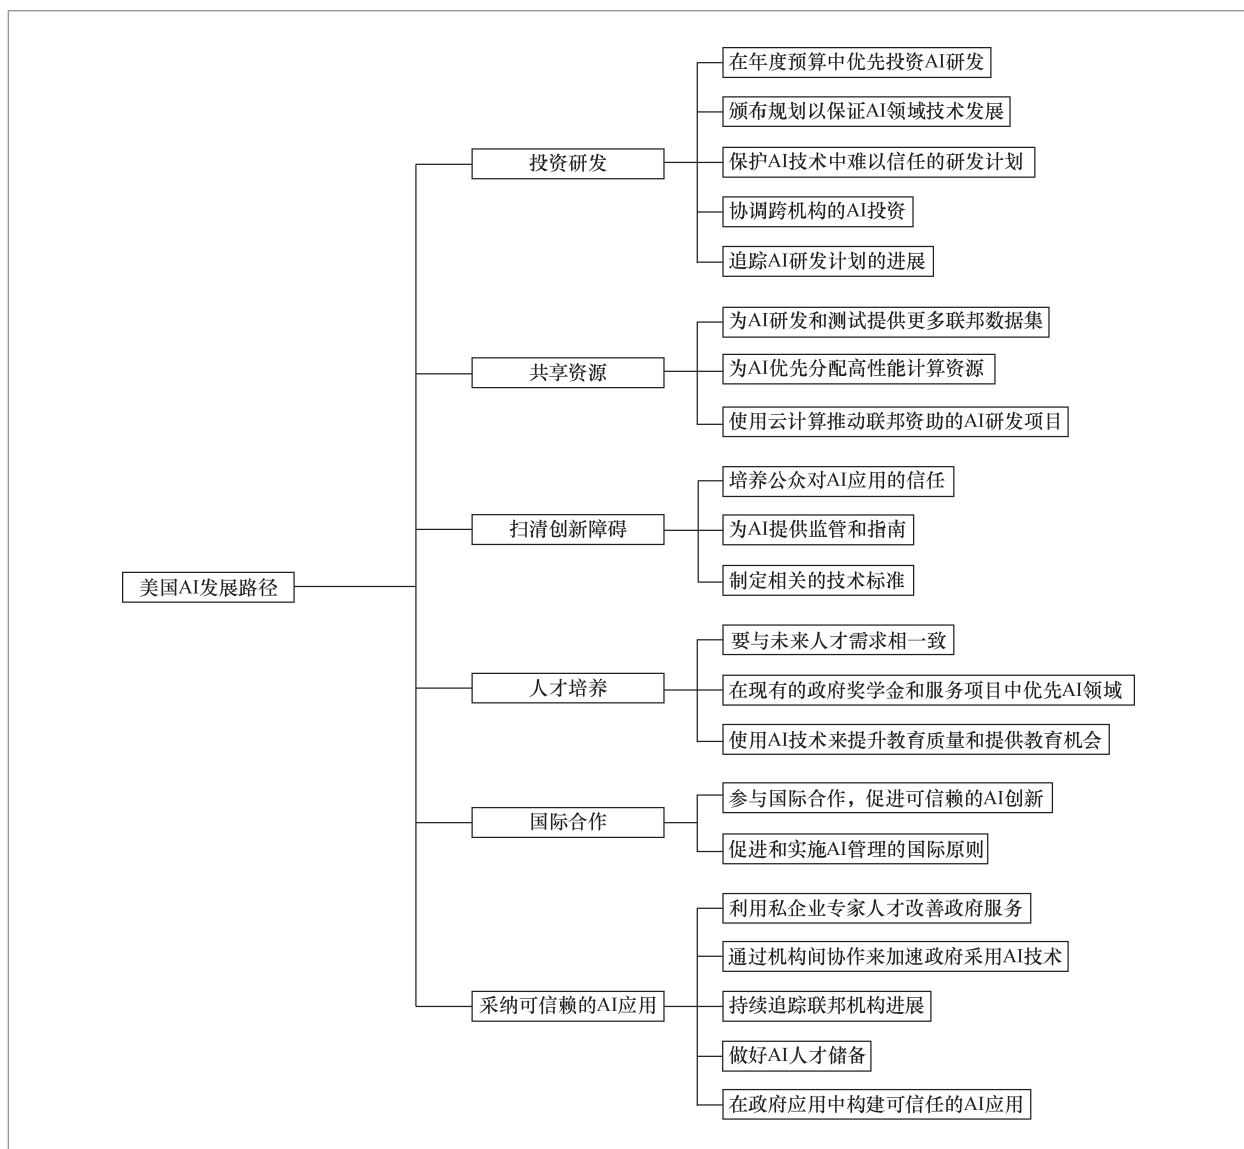 美国AI发展路径
投资研发
在年度预算中优先投资AI研发
颁布规划以保证AI领域技术发展
保护AI技术中难以信任的研发计划
协调跨机构的AI投资
追踪AI研发计划的进展
共享资源
为AI研发和测试提供更多联邦数据集
为AI优先分配高性能计算资源
使用云计算推动联邦资助的AI研发项目
扫清创新障碍
培养公众对AI应用的信任
为AI提供监管和指南
制定相关的技术标准
人才培养
要与未来人才需求相一致
在现有的政府奖学金和服务项目中优先AI领域
使用AI技术来提升教育质量和提供教育机会
国际合作
参与国际合作，促进可信赖的AI创新
促进和实施AI管理的国际原则
采纳可信赖的AI应用
利用私企业专家人才改善政府服务
通过机构间协作来加速政府采用AI技术
持续追踪联邦机构进展
做好AI人才储备
在政府应用中构建可信任的AI应用